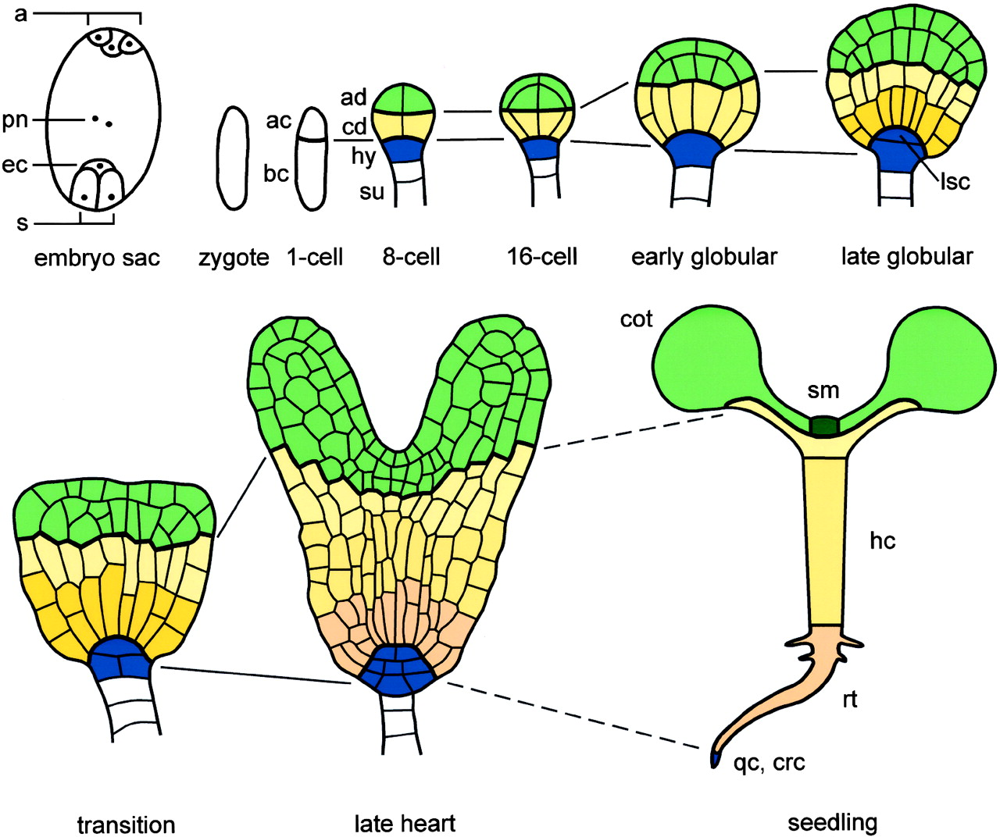 a
pn
ec
s
ac
bc
ad
cd
hy
su
lsc
embryo sac
zygote
1-cell
8-cell
16-cell
early globular
late globular
cot
sm
hc
rt
qc, crc
transition
late heart
seedling